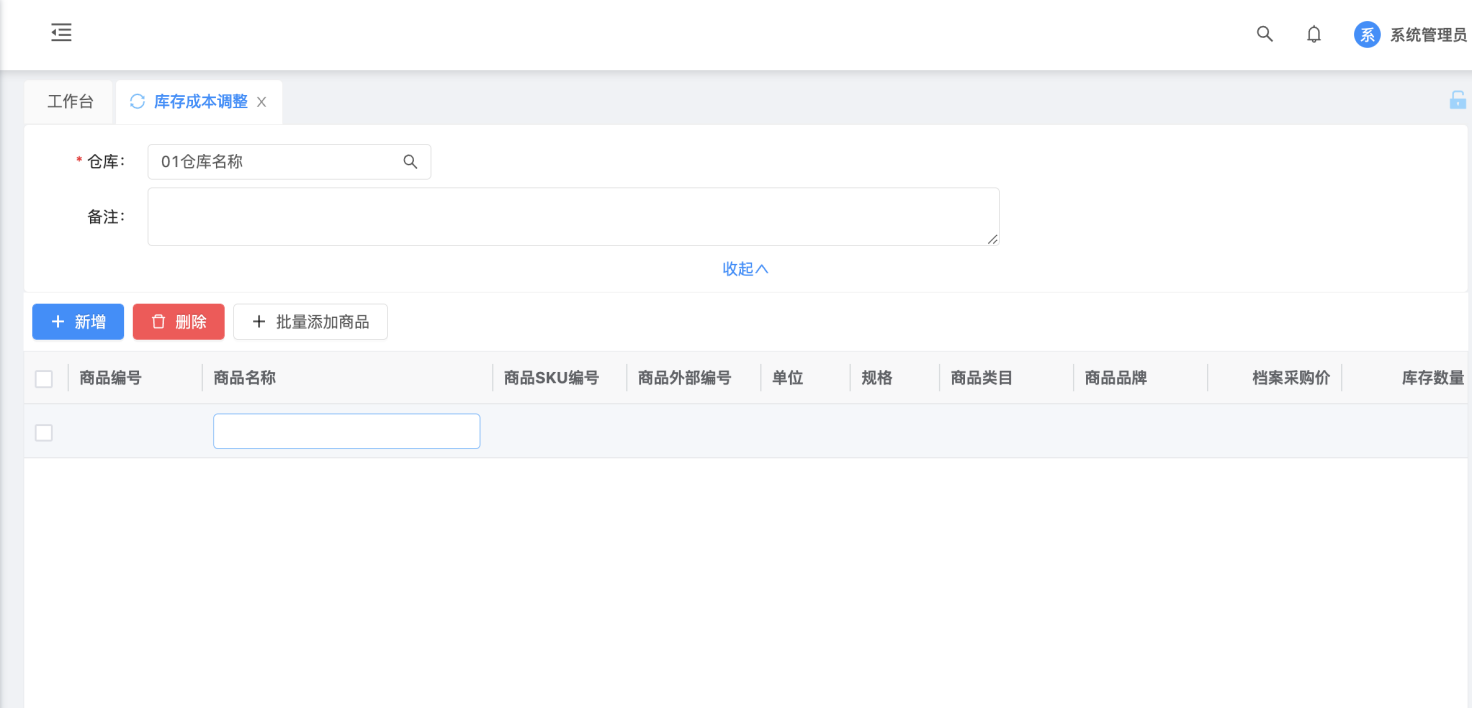 系 系统管理员
工作台 库存成本调整
* 仓库: 01仓库名称
备注:
收起
新增 删除 批量添加商品
商品编号 商品名称 商品SKU编号 商品外部编号 单位 规格 商品类目 商品品牌 档案采购价 库存数量